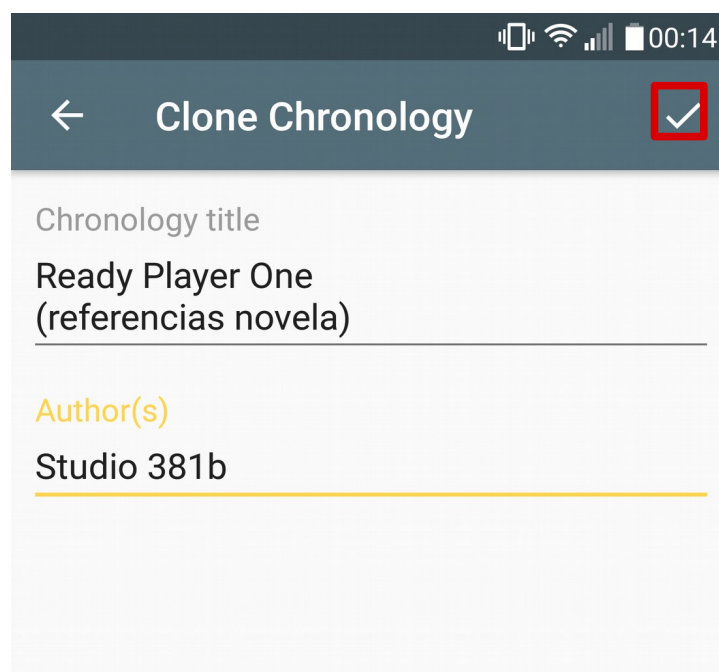 00:14
Clone Chronology
Chronology title
Ready Player One
(referencias novela)
Author(s)
Studio 381b